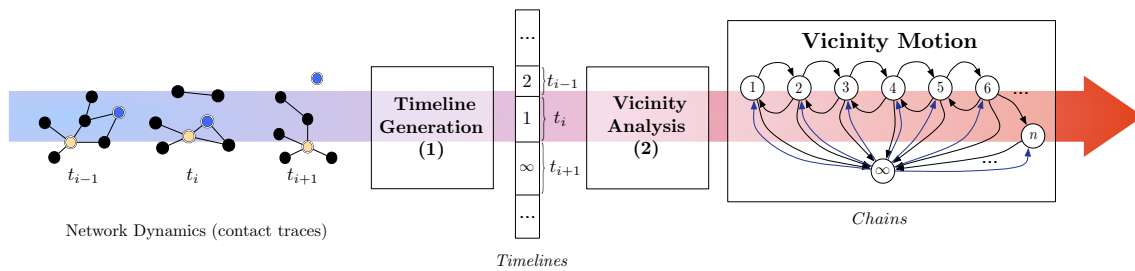 t_{i−1}
t_i
t_{i+1}
Network Dynamics (contact traces)
Timeline
Generation
(1)
...
2
1
∞
...
t_{i−1}
t_i
t_{i+1}
Timelines
Vicinity
Analysis
(2)
Vicinity Motion
1 2 3 4 5 6 ...
n
...
∞
Chains